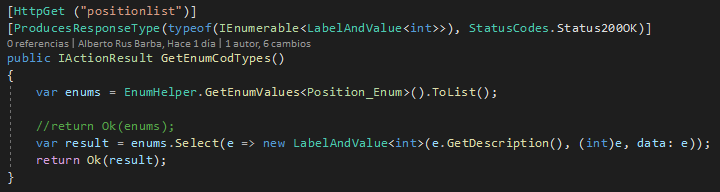 [HttpGet ("positionlist")]
[ProducesResponseType(typeof(IEnumerable<LabelAndValue<int>>), StatusCodes.Status200OK)]
0 referencias | Alberto Rus Barba, Hace 1 día | 1 autor, 6 cambios
public IActionResult GetEnumCodTypes()
{
var enums = EnumHelper.GetEnumValues<Position_Enum>().ToList();
//return Ok(enums);
var result = enums.Select(e => new LabelAndValue<int>(e.GetDescription(), (int)e, data: e));
return Ok(result);
}